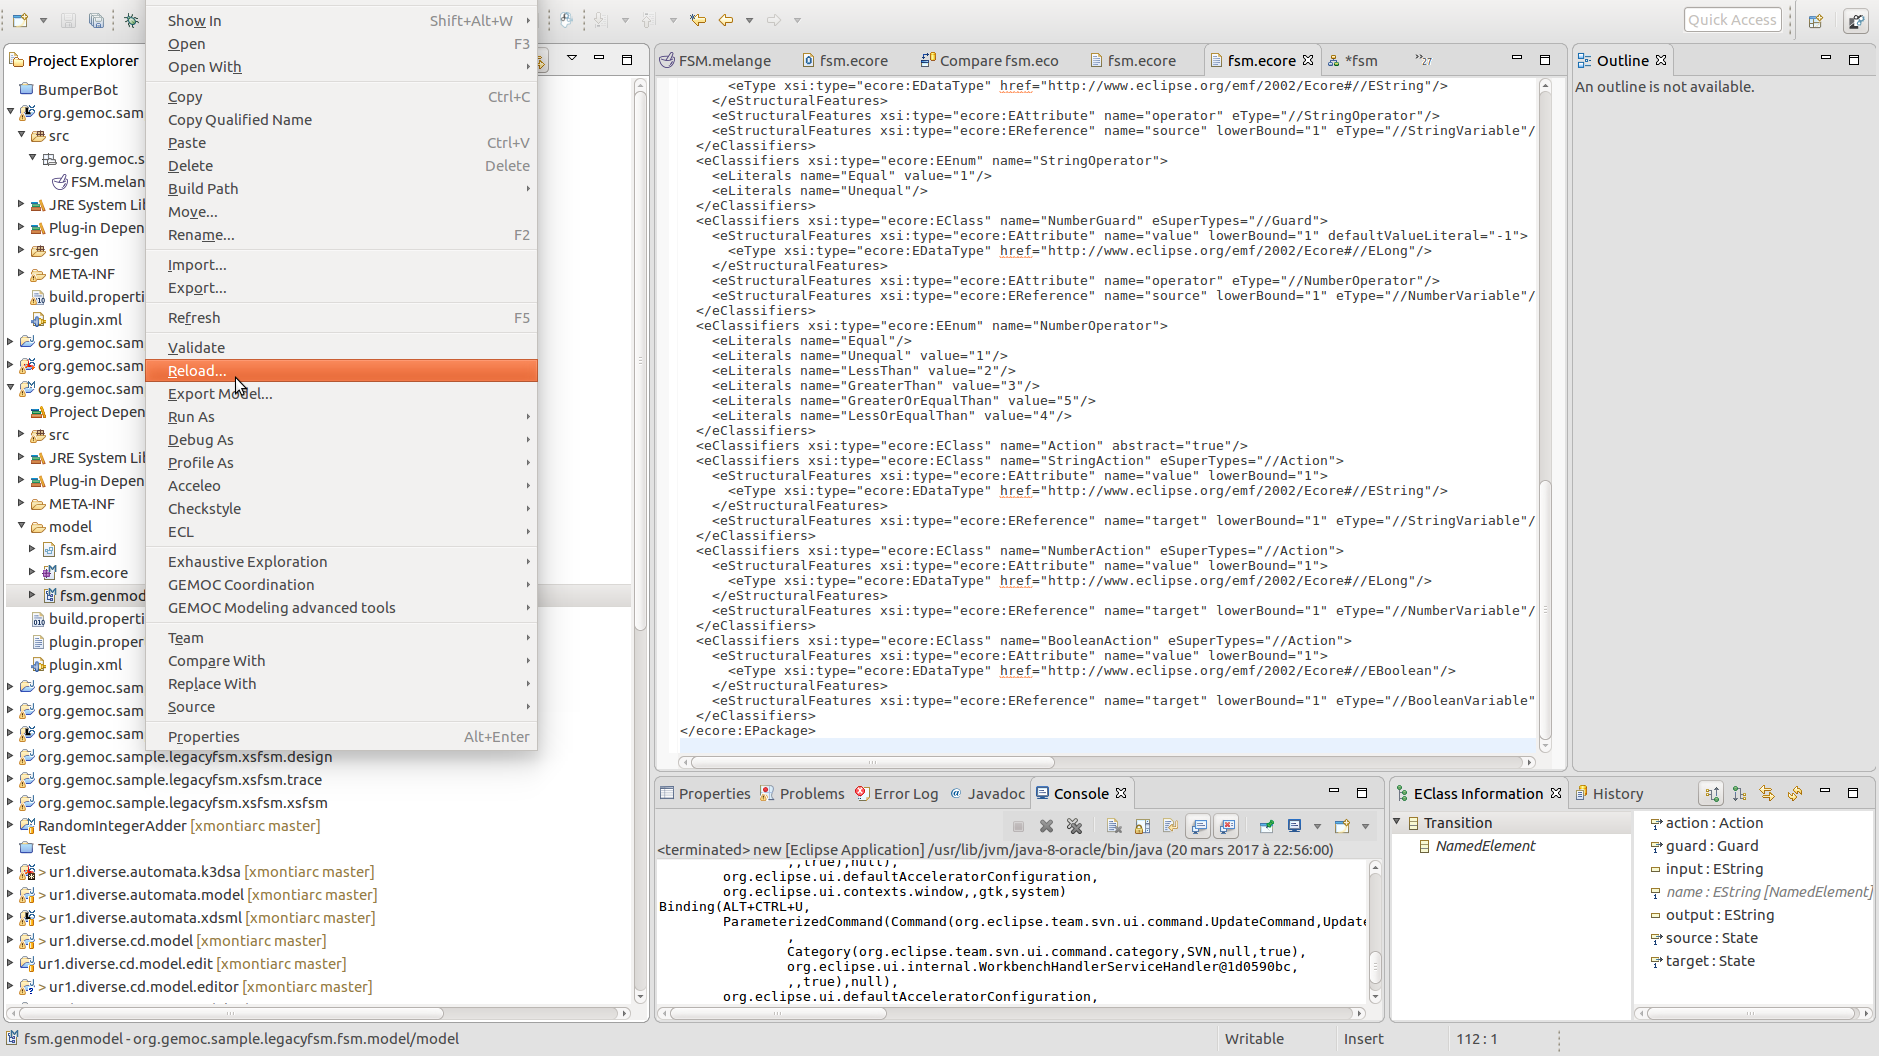 Quick Access
Project Explorer
BumperBot
org.gemoc.sam
src
org.gemoc.s
FSM.melan
JRE System Lil
Plug-in Depen
src-gen
META-INF
build.properti
plugin.xml
org.gemoc.sam
org.gemoc.sam
org.gemoc.sam
Project Depen
src
JRE System Lil
Plug-in Depen
META-INF
model
fsm.aird
fsm.ecore
fsm.genmod
build.properti
plugin.proper
plugin.xml
org.gemoc.sam
org.gemoc.sam
org.gemoc.sam
org.gemoc.sample.legacyfsm.xsfsm.design
org.gemoc.sample.legacyfsm.xsfsm.trace
org.gemoc.sample.legacyfsm.xsfsm.xsfsm
RandomIntegerAdder [xmontiarc master]
Test
> ur1.diverse.automata.k3dsa [xmontiarc master]
> ur1.diverse.automata.model [xmontiarc master]
> ur1.diverse.automata.xdsml [xmontiarc master]
> ur1.diverse.cd.model [xmontiarc master]
ur1.diverse.cd.model.edit [xmontiarc master]
> ur1.diverse.cd.model.editor [xmontiarc master]
Show In Shift+Alt+W
Open F3
Open With
Copy Ctrl+C
Copy Qualified Name
Paste Ctrl+V
Delete Delete
Build Path
Move...
Rename... F2
Import...
Export...
Refresh F5
Validate
Reload...
Export Model...
Run As
Debug As
Profile As
Acceleo
Checkstyle
ECL
Exhaustive Exploration
GEMOC Coordination
GEMOC Modeling advanced tools
Team
Compare With
Replace With
Source
Properties Alt+Enter
FSM.melange fsm.ecore Compare fsm.eco fsm.ecore fsm.ecore *fsm »27
<eType xsi:type="ecore:EDataType" href="http://www.eclipse.org/emf/2002/Ecore#//EString"/>
</eStructuralFeatures>
<eStructuralFeatures xsi:type="ecore:EAttribute" name="operator" eType="//StringOperator"/>
<eStructuralFeatures xsi:type="ecore:EReference" name="source" lowerBound="1" eType="//StringVariable"/
</eClassifiers>
<eClassifiers xsi:type="ecore:EEnum" name="StringOperator">
<eLiterals name="Equal" value="1"/>
<eLiterals name="Unequal"/>
</eClassifiers>
<eClassifiers xsi:type="ecore:EClass" name="NumberGuard" eSuperTypes="//Guard">
<eStructuralFeatures xsi:type="ecore:EAttribute" name="value" lowerBound="1" defaultValueLiteral="-1">
<eType xsi:type="ecore:EDataType" href="http://www.eclipse.org/emf/2002/Ecore#//ELong"/>
</eStructuralFeatures>
<eStructuralFeatures xsi:type="ecore:EAttribute" name="operator" eType="//NumberOperator"/>
<eStructuralFeatures xsi:type="ecore:EReference" name="source" lowerBound="1" eType="//NumberVariable"/
</eClassifiers>
<eClassifiers xsi:type="ecore:EEnum" name="NumberOperator">
<eLiterals name="Equal"/>
<eLiterals name="Unequal" value="1"/>
<eLiterals name="LessThan" value="2"/>
<eLiterals name="GreaterThan" value="3"/>
<eLiterals name="GreaterOrEqualThan" value="5"/>
<eLiterals name="LessOrEqualThan" value="4"/>
</eClassifiers>
<eClassifiers xsi:type="ecore:EClass" name="Action" abstract="true"/>
<eClassifiers xsi:type="ecore:EClass" name="StringAction" eSuperTypes="//Action">
<eStructuralFeatures xsi:type="ecore:EAttribute" name="value" lowerBound="1">
<eType xsi:type="ecore:EDataType" href="http://www.eclipse.org/emf/2002/Ecore#//EString"/>
</eStructuralFeatures>
<eStructuralFeatures xsi:type="ecore:EReference" name="target" lowerBound="1" eType="//StringVariable"/
</eClassifiers>
<eClassifiers xsi:type="ecore:EClass" name="NumberAction" eSuperTypes="//Action">
<eStructuralFeatures xsi:type="ecore:EAttribute" name="value" lowerBound="1">
<eType xsi:type="ecore:EDataType" href="http://www.eclipse.org/emf/2002/Ecore#//ELong"/>
</eStructuralFeatures>
<eStructuralFeatures xsi:type="ecore:EReference" name="target" lowerBound="1" eType="//NumberVariable"/
</eClassifiers>
<eClassifiers xsi:type="ecore:EClass" name="BooleanAction" eSuperTypes="//Action">
<eStructuralFeatures xsi:type="ecore:EAttribute" name="value" lowerBound="1">
<eType xsi:type="ecore:EDataType" href="http://www.eclipse.org/emf/2002/Ecore#//EBoolean"/>
</eStructuralFeatures>
<eStructuralFeatures xsi:type="ecore:EReference" name="target" lowerBound="1" eType="//BooleanVariable"
</eClassifiers>
</ecore:EPackage>
Outline
An outline is not available.
Properties Problems Error Log @ Javadoc Console
<terminated> new [Eclipse Application] /usr/lib/jvm/java-8-oracle/bin/java (20 mars 2017 à 22:56:00)
,,true),null),
org.eclipse.ui.defaultAcceleratorConfiguration,
org.eclipse.ui.contexts.window,,gtk,system)
Binding(ALT+CTRL+U,
ParameterizedCommand(Command(org.eclipse.team.svn.ui.command.UpdateCommand,Update
,
Category(org.eclipse.team.svn.ui.command.category,SVN,null,true),
org.eclipse.ui.internal.WorkbenchHandlerServiceHandler@1d0590bc,
,,true),null),
org.eclipse.ui.defaultAcceleratorConfiguration,
EClass Information History
Transition
NamedElement
action : Action
guard : Guard
input : EString
name : EString [NamedElement]
output : EString
source : State
target : State
fsm.genmodel - org.gemoc.sample.legacyfsm.fsm.model/model
Writable Insert 112 : 1